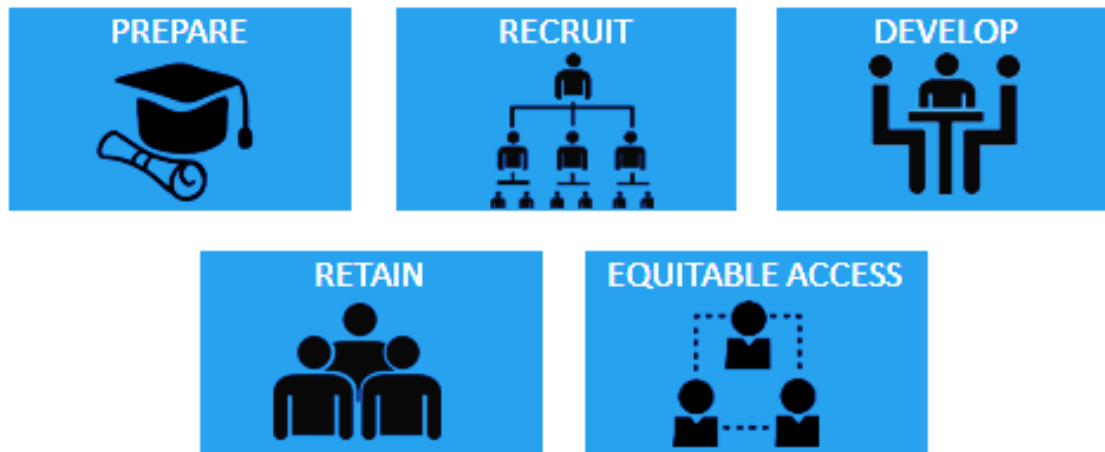 PREPARE
RECRUIT
DEVELOP
RETAIN
EQUITABLE ACCESS